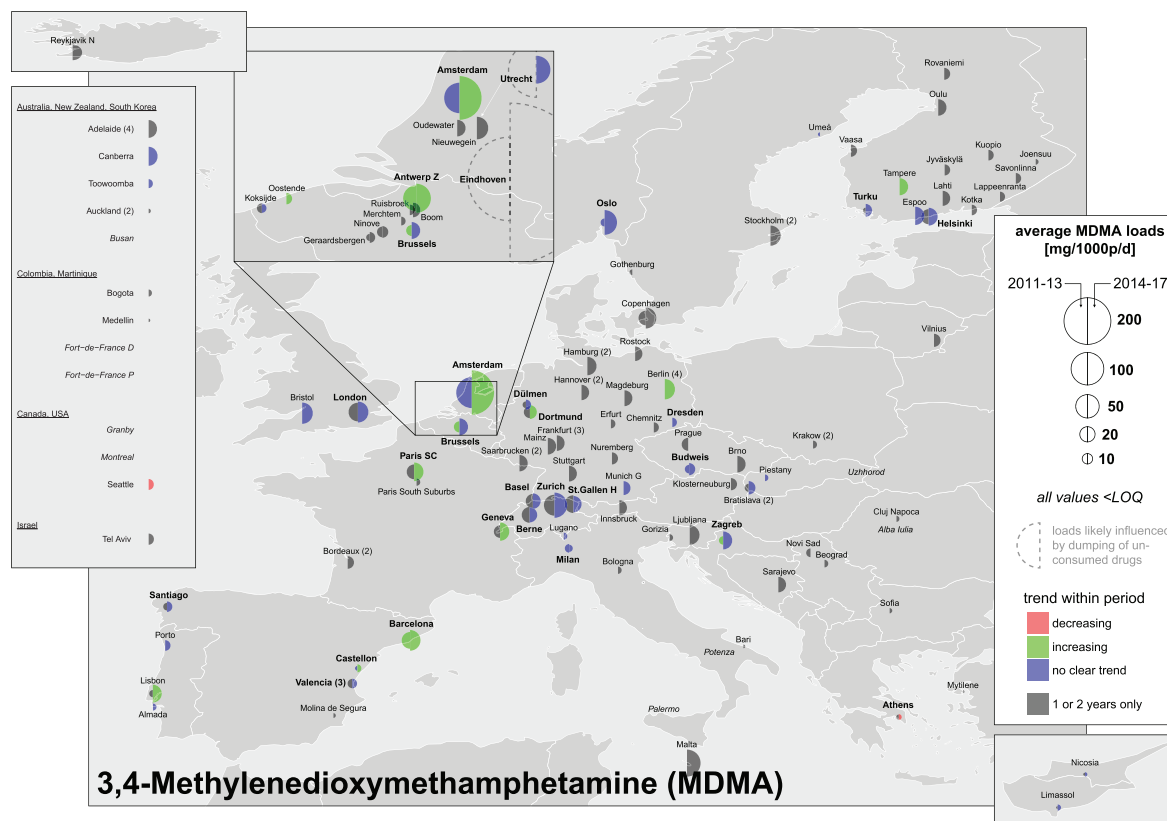 Reykjavik N
Australia, New Zealand, South Korea
Adelaide (4)
Canberra
Toowoomba
Auckland (2)
Busan
Colombia, Martinique
Bogota
Medellin
Fort−de−France D
Fort−de−France P
Canada, USA
Granby
Montreal
Seattle
Israel
Tel Aviv
Amsterdam
Utrecht
Oudewater
Nieuwegein
Eindhoven
Antwerp Z
Oostende
Koksijde
Ruisbroek
Merchtem
Boom
Ninove
Geraardsbergen
Brussels
Rovaniemi
Oulu
Umeå
Vaasa
Kuopio
Joensuu
Jyväskylä
Savonlinna
Tampere
Lahti
Lappeenranta
Turku
Espoo
Kotka
Helsinki
Oslo
Stockholm (2)
Gothenburg
Copenhagen
Rostock
Vilnius
Hamburg (2)
Amsterdam
Hannover (2)
Berlin (4)
Magdeburg
Dülmen
Bristol
London
Dortmund
Erfurt
Chemnitz
Dresden
Brussels
Frankfurt (3)
Mainz
Prague
Krakow (2)
Paris SC
Saarbrucken (2)
Nuremberg
Budweis
Brno
Stuttgart
Piestany
Uzhhorod
Paris South Suburbs
Munich G
Klosterneuburg
Basel
Zurich
St.Gallen H
Bratislava (2)
Geneva
Berne
Innsbruck
Ljubljana
Gorizia
Zagreb
Cluj Napoca
Alba Iulia
Lugano
Milan
Novi Sad
Beograd
Bordeaux (2)
Bologna
Sarajevo
Santiago
Sofia
Barcelona
Porto
Bari
Potenza
Castellon
Lisbon
Valencia (3)
Mytilene
Almada
Molina de Segura
Palermo
Athens
Malta
3,4-Methylenedioxymethamphetamine (MDMA)
average MDMA loads
[mg/1000p/d]
2011-13
2014-17
200
100
50
20
10
all values <LOQ
loads likely influenced
by dumping of un-
consumed drugs
trend within period
decreasing
increasing
no clear trend
1 or 2 years only
Nicosia
Limassol